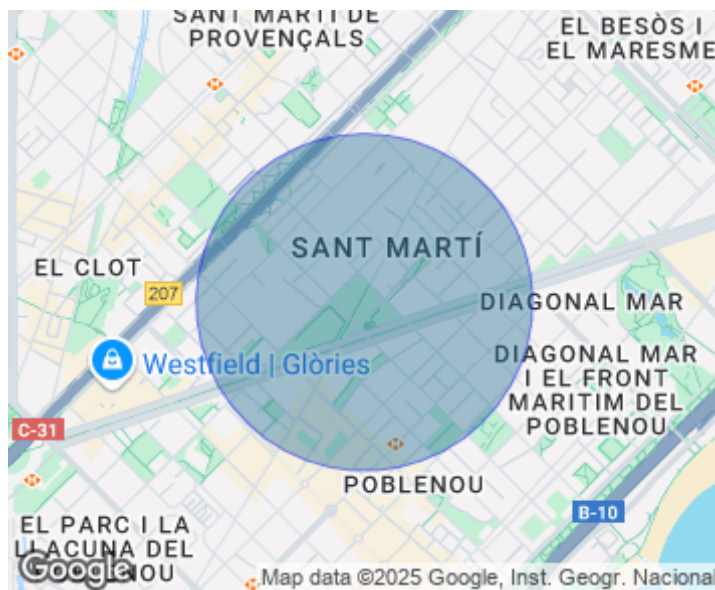 SANT MARTÍ DE
PROVENÇALS
EL BESÒS I
EL MARESME
SANT MARTÍ
EL CLOT
207
DIAGONAL MAR
Westfield | Glòries
DIAGONAL MAR
I EL FRONT
MARITIM DEL
POBLENOU
C-31
POBLENOU
B-10
EL PARC I LA
LLACUNA DEL
POBLENOU
Google
Map data ©2025 Google, Inst. Geogr. Nacional